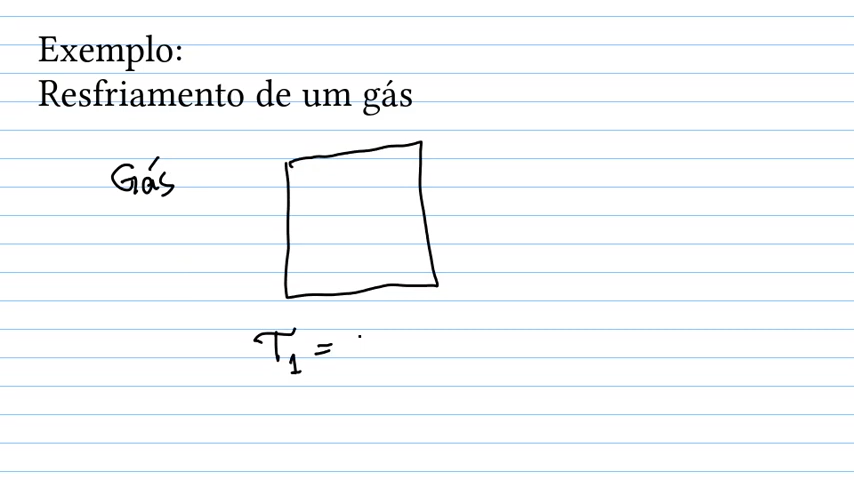 Exemplo:
Resfriamento de um gás
Gás
T₁ =